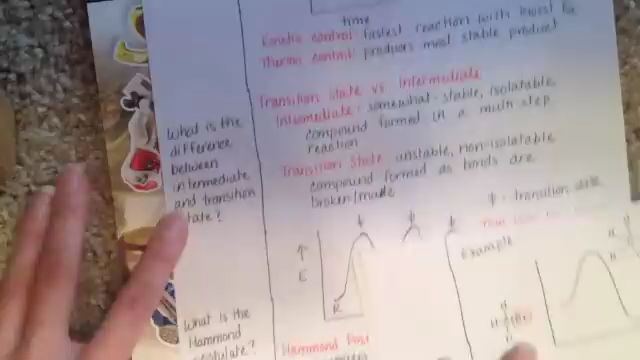 time
Kinetic control: fastest reaction with lowest Ea
Thermo control: produces most stable product
Transition State vs Intermediate
Intermediate: somewhat-stable, isolatable
compound formed in a multi step
reaction
Transition State: unstable, non-isolatable
compound formed as bonds are
broken/made
What is the
difference
between
intermediate
and transition
state?
‡ = transition state
E
R
Example
H
H
What is the
Hammond
postulate?
Hammond Post